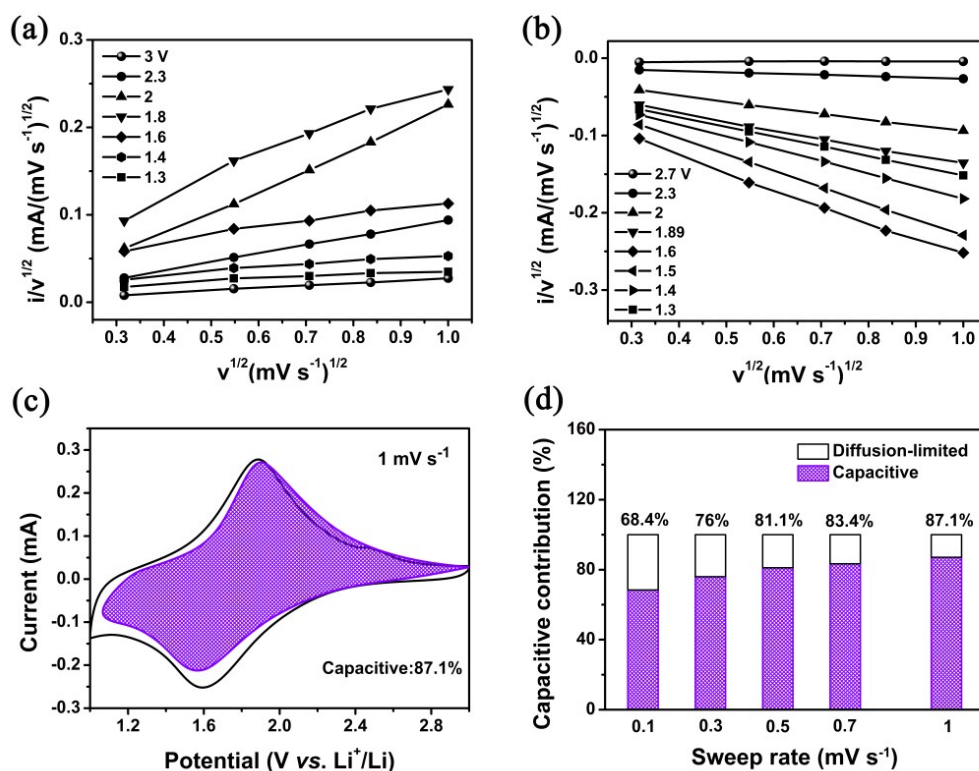 (a)
0.3
0.2
0.1
0.0
i/v^1/2 (mA/(mV s^-1)^1/2)
3 V
2.3
2
1.8
1.6
1.4
1.3
0.3 0.4 0.5 0.6 0.7 0.8 0.9 1.0
v^1/2(mV s^-1)^1/2
(b)
0.0
-0.1
-0.2
-0.3
i/v^1/2 (mA/(mV s^-1)^1/2)
2.7 V
2.3
2
1.89
1.6
1.5
1.4
1.3
0.3 0.4 0.5 0.6 0.7 0.8 0.9 1.0
v^1/2(mV s^-1)^1/2
(c)
0.3
0.2
0.1
0.0
-0.1
-0.2
-0.3
Current (mA)
1 mV s^-1
Capacitive:87.1%
1.2 1.6 2.0 2.4 2.8
Potential (V vs. Li^+/Li)
(d)
160
120
80
40
0
Capacitive contribution (%)
Diffusion-limited
Capacitive
68.4% 76% 81.1% 83.4% 87.1%
0.1 0.3 0.5 0.7 1
Sweep rate (mV s^-1)